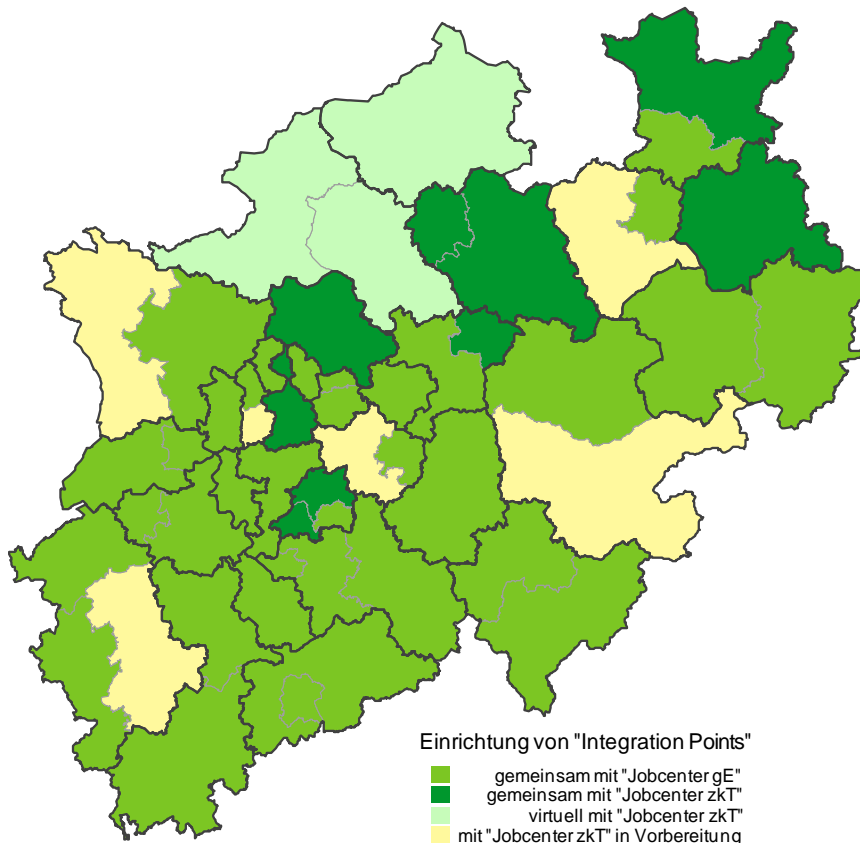 Einrichtung von "Integration Points"
gemeinsam mit "Jobcenter gE"
gemeinsam mit "Jobcenter zkT"
virtuell mit "Jobcenter zkT"
mit "Jobcenter zkT" in Vorbereitung